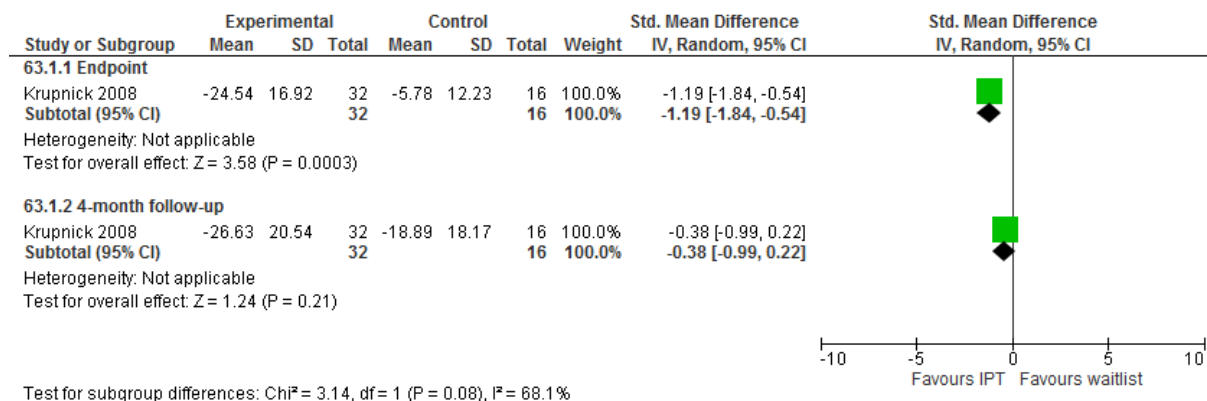 Experimental Control Std. Mean Difference Std. Mean Difference
Study or Subgroup Mean SD Total Mean SD Total Weight IV, Random, 95% CI IV, Random, 95% CI
63.1.1 Endpoint
Krupnick 2008 -24.54 16.92 32 -5.78 12.23 16 100.0% -1.19 [-1.84, -0.54]
Subtotal (95% CI) 32 16 100.0% -1.19 [-1.84, -0.54]
Heterogeneity: Not applicable
Test for overall effect: Z = 3.58 (P = 0.0003)
63.1.2 4-month follow-up
Krupnick 2008 -26.63 20.54 32 -18.89 18.17 16 100.0% -0.38 [-0.99, 0.22]
Subtotal (95% CI) 32 16 100.0% -0.38 [-0.99, 0.22]
Heterogeneity: Not applicable
Test for overall effect: Z = 1.24 (P = 0.21)
-10 -5 0 5 10
Favours IPT Favours waitlist
Test for subgroup differences: Chi² = 3.14, df = 1 (P = 0.08), I² = 68.1%